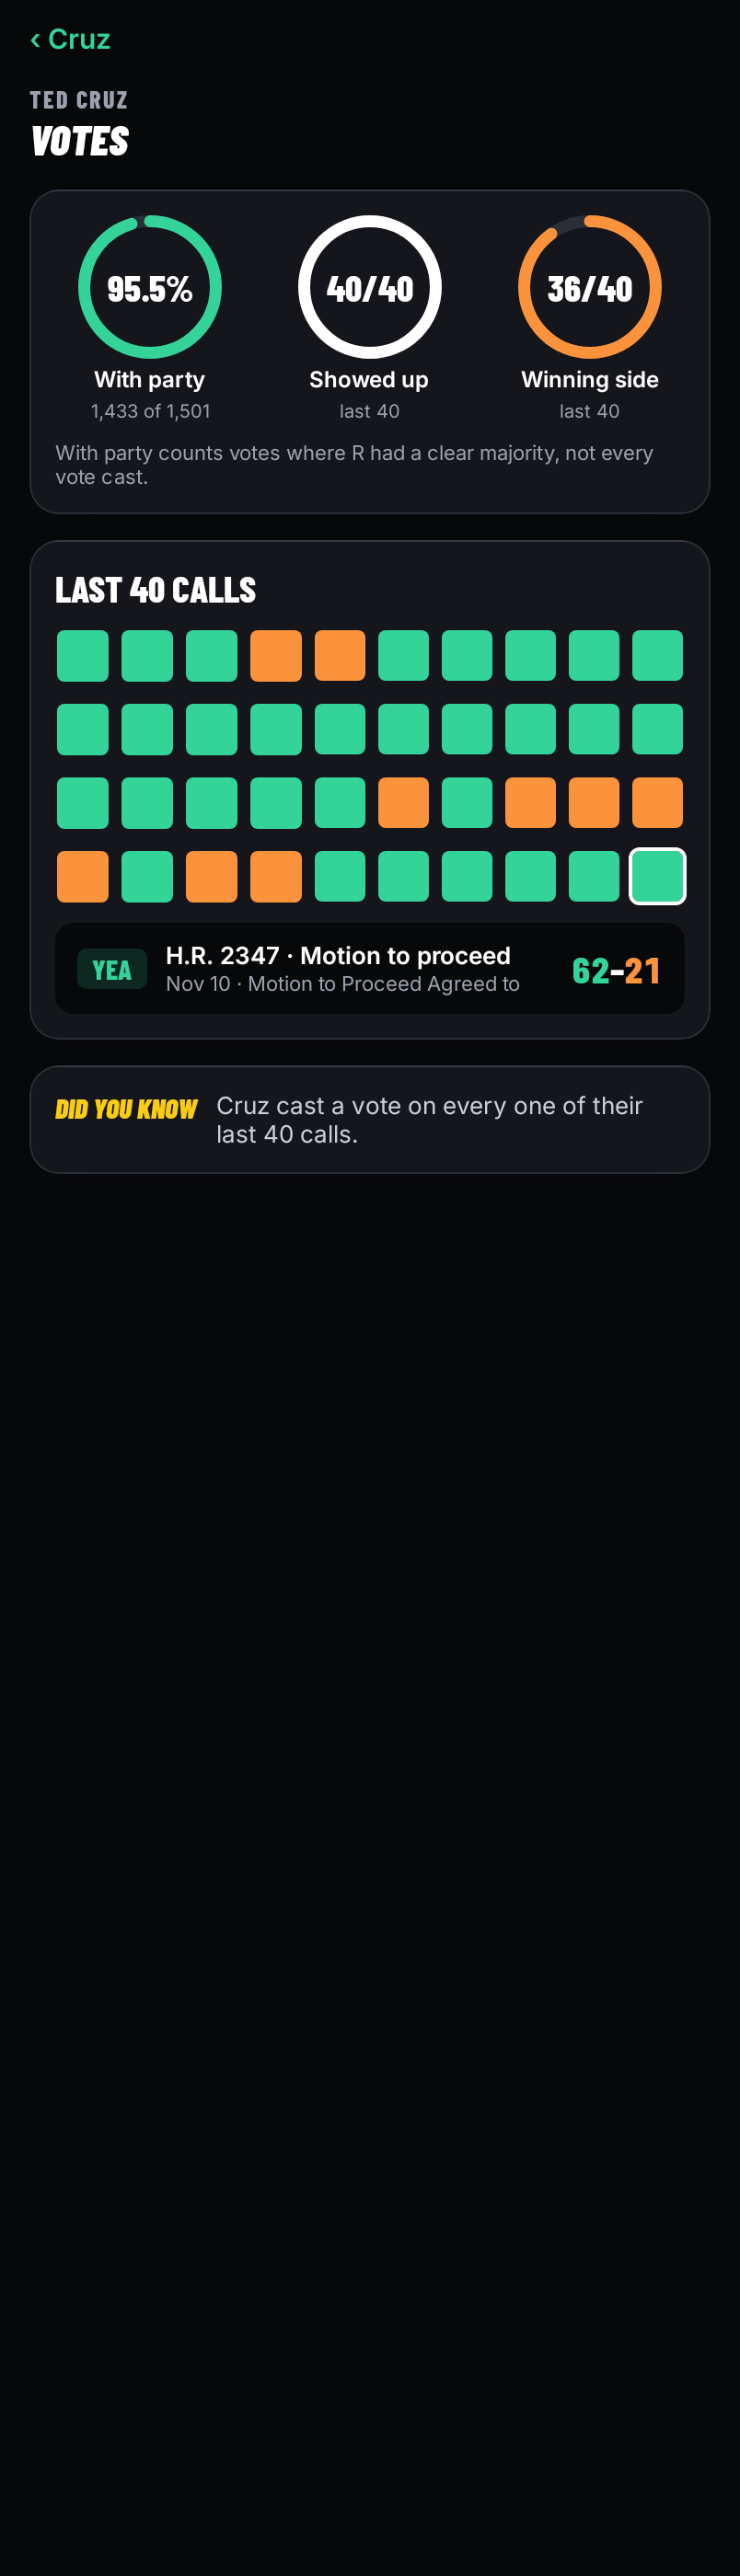 ‹ Cruz
TED CRUZ
VOTES
95.5%
40/40
36/40
With party
Showed up
Winning side
1,433 of 1,501
last 40
last 40
With party counts votes where R had a clear majority, not every
vote cast.
LAST 40 CALLS
YEA
H.R. 2347 · Motion to proceed
Nov 10 · Motion to Proceed Agreed to
62–21
DID YOU KNOW
Cruz cast a vote on every one of their
last 40 calls.